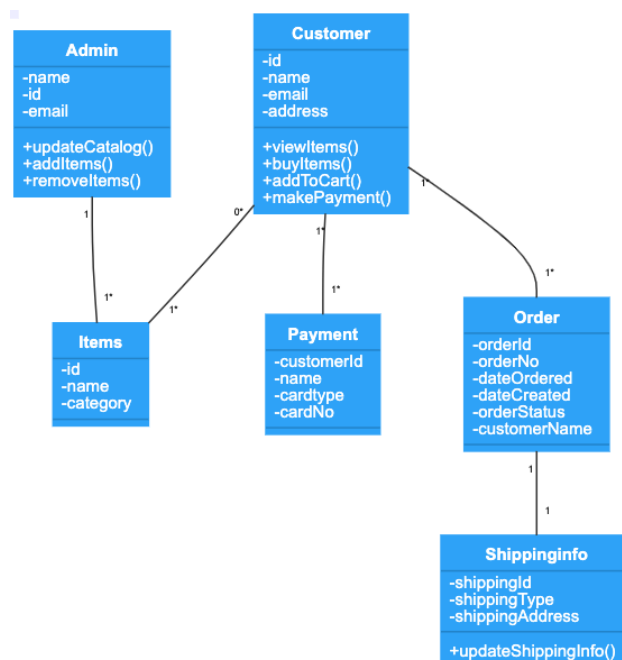 Admin
-name
-id
-email
+updateCatalog()
+addItems()
+removeItems()
Customer
-id
-name
-email
-address
+viewItems()
+buyItems()
+addToCart()
+makePayment()
1
1*
0*
1*
1*
1*
1*
1*
Items
-id
-name
-category
Payment
-customerId
-name
-cardtype
-cardNo
Order
-orderId
-orderNo
-dateOrdered
-dateCreated
-orderStatus
-customerName
1
1
Shippinginfo
-shippingId
-shippingType
-shippingAddress
+updateShippingInfo()